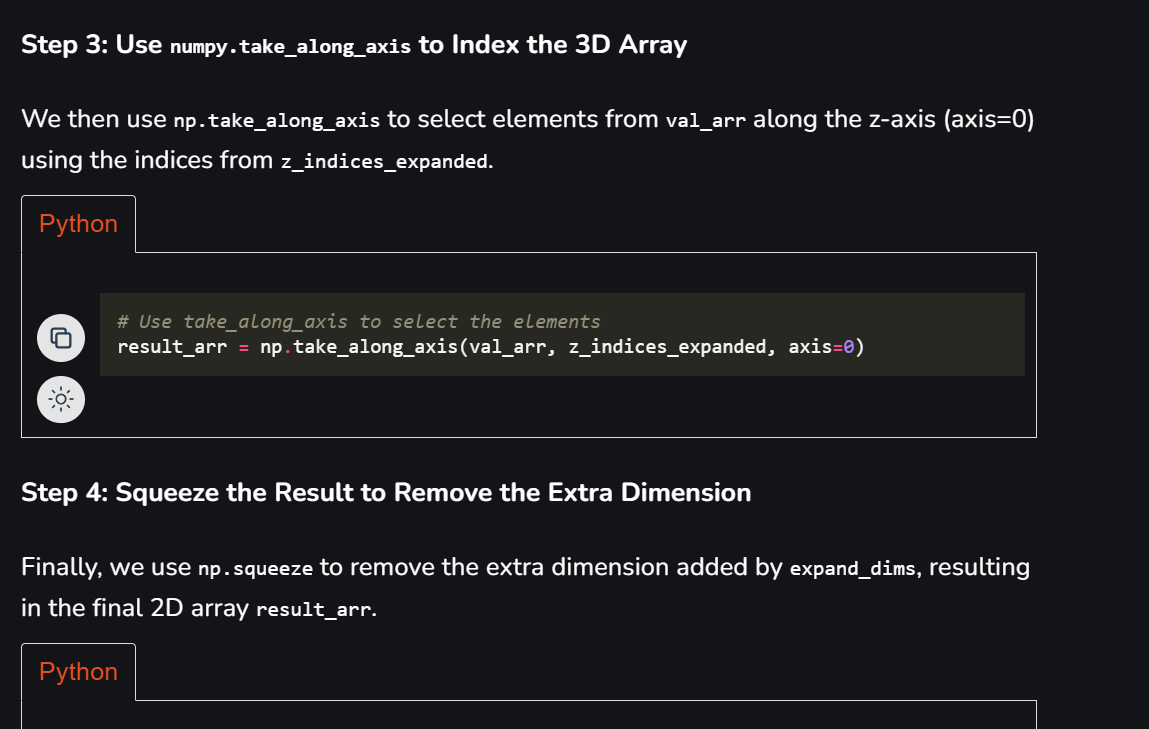 Step 3: Use numpy.take_along_axis to Index the 3D Array
We then use np.take_along_axis to select elements from val_arr along the z-axis (axis=0)
using the indices from z_indices_expanded.
Python
# Use take_along_axis to select the elements
result_arr = np.take_along_axis(val_arr, z_indices_expanded, axis=0)
Step 4: Squeeze the Result to Remove the Extra Dimension
Finally, we use np.squeeze to remove the extra dimension added by expand_dims, resulting
in the final 2D array result_arr.
Python